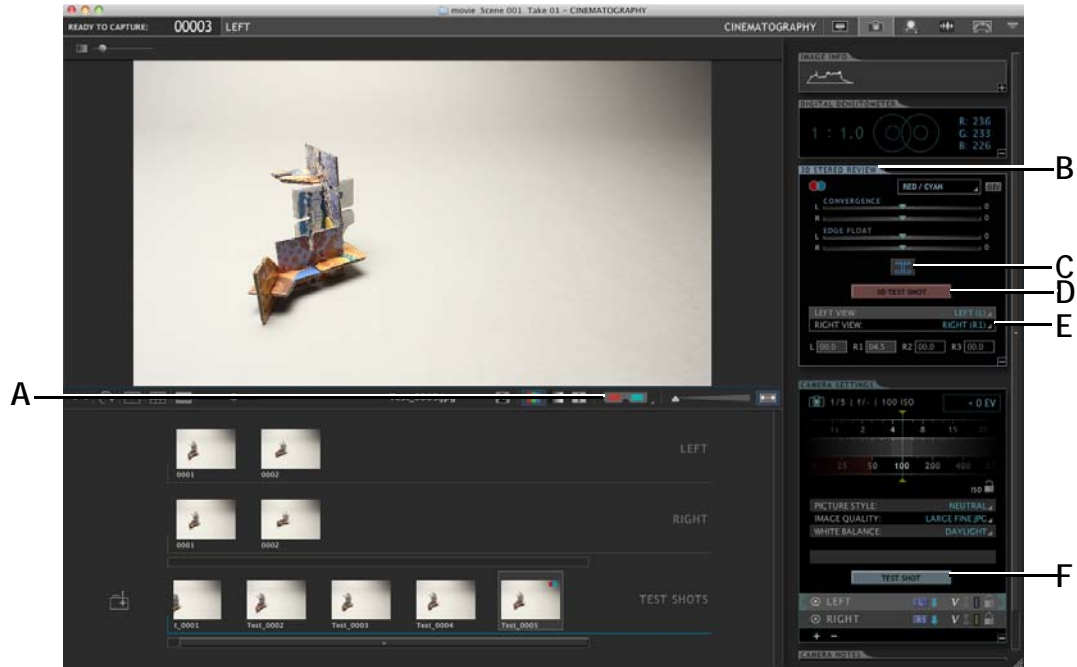 movie Scene 001 Take 01 – CINEMATOGRAPHY
READY TO CAPTURE: 00003 LEFT CINEMATOGRAPHY
IMAGE INFO
DIGITAL DENSITOMETER
1 : 1.0
R: 236
G: 233
B: 226
3D STEREO REVIEW
B
RED / CYAN
CONVERGENCE
L 0
R 0
EDGE FLOAT
L 0
R 0
C
3D TEST SHOT
D
LEFT VIEW: LEFT (L)
RIGHT VIEW: RIGHT (R1)
E
L 00.0 R1 04.5 R2 00.0 R3 00.0
A
CAMERA SETTINGS
1/5 | f/- | 100 ISO +0 EV
2 4 8
25 50 100 200 400
ISO
PICTURE STYLE: NEUTRAL
IMAGE QUALITY: LARGE FINE JPG
WHITE BALANCE: DAYLIGHT
TEST SHOT
F
LEFT V
RIGHT V
+ -
CAMERA NOTES
LEFT
0001 0002
RIGHT
0001 0002
TEST SHOTS
t_0001 Test_0002 Test_0003 Test_0004 Test_0005